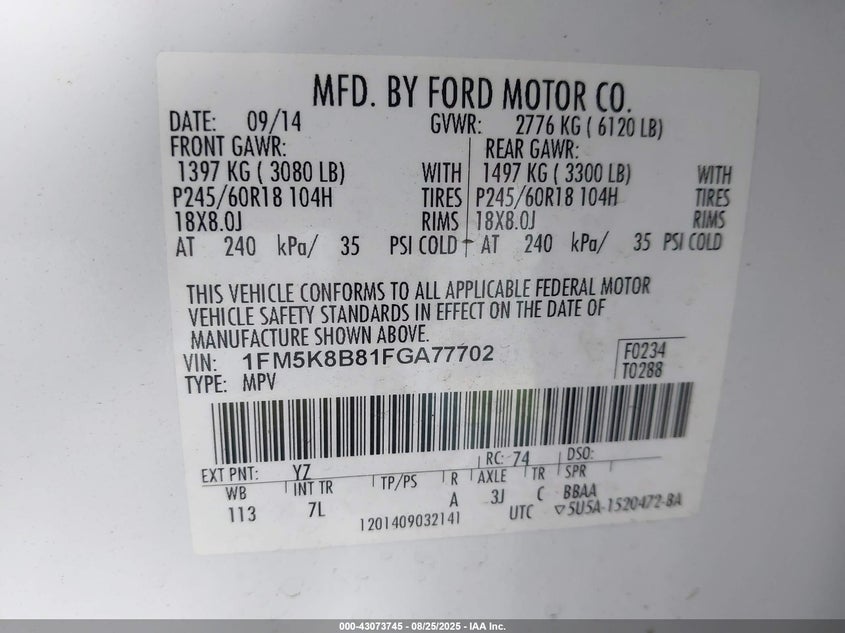 MFD. BY FORD MOTOR CO.
DATE: 09/14 GVWR: 2776 KG ( 6120 LB)
FRONT GAWR: REAR GAWR:
1397 KG ( 3080 LB) WITH 1497 KG ( 3300 LB) WITH
P245/60R18 104H TIRES P245/60R18 104H TIRES
18X8.0J RIMS 18X8.0J RIMS
AT 240 kPa/ 35 PSI COLD AT 240 kPa/ 35 PSI COLD
THIS VEHICLE CONFORMS TO ALL APPLICABLE FEDERAL MOTOR
VEHICLE SAFETY STANDARDS IN EFFECT ON THE DATE OF
MANUFACTURE SHOWN ABOVE.
VIN: 1FM5K8B81FGA77702 F0234
TYPE: MPV T0288
EXT PNT: YZ RC: 74 DSO:
WB INT TR TP/PS R AXLE TR SPR
113 7L A 3J C BBAA
1201409032141 UTC ▽5U5A-1520472-BA
000-43073745 - 08/25/2025 - IAA Inc.